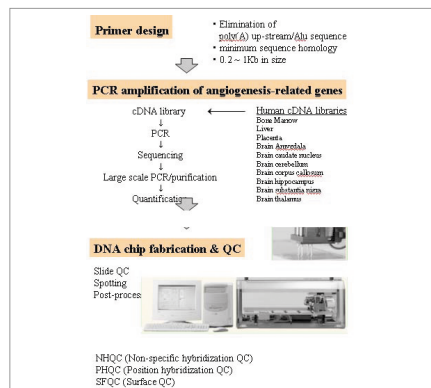 Primer design
• Elimination of
poly(A) up-stream/Alu sequence
• minimum sequence homology
• 0.2 ~ 1Kb in size
PCR amplification of angiogenesis-related genes
cDNA library
↓
PCR
↓
Sequencing
↓
Large scale PCR/purification
↓
Quantification
←
Human cDNA libraries
Bone Marrow
Liver
Placenta
Brain Amygdala
Brain caudate nucleus
Brain cerebellum
Brain corpus callosum
Brain hippocampus
Brain substantia nigra
Brain thalamus
DNA chip fabrication & QC
Slide QC
Spotting
Post-proces
NHQC (Non-specific hybridization QC)
PHQC (Position hybridization QC)
SFQC (Surface QC)